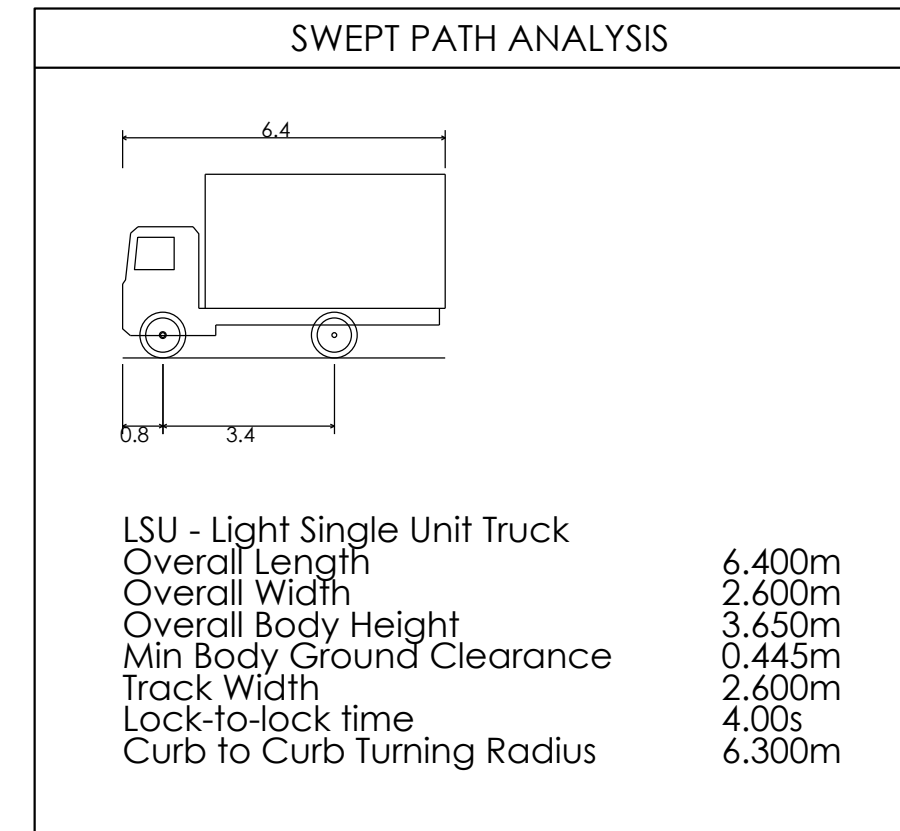 SWEPT PATH ANALYSIS
6.4
0.8 3.4
LSU - Light Single Unit Truck
Overall Length 6.400m
Overall Width 2.600m
Overall Body Height 3.650m
Min Body Ground Clearance 0.445m
Track Width 2.600m
Lock-to-lock time 4.00s
Curb to Curb Turning Radius 6.300m